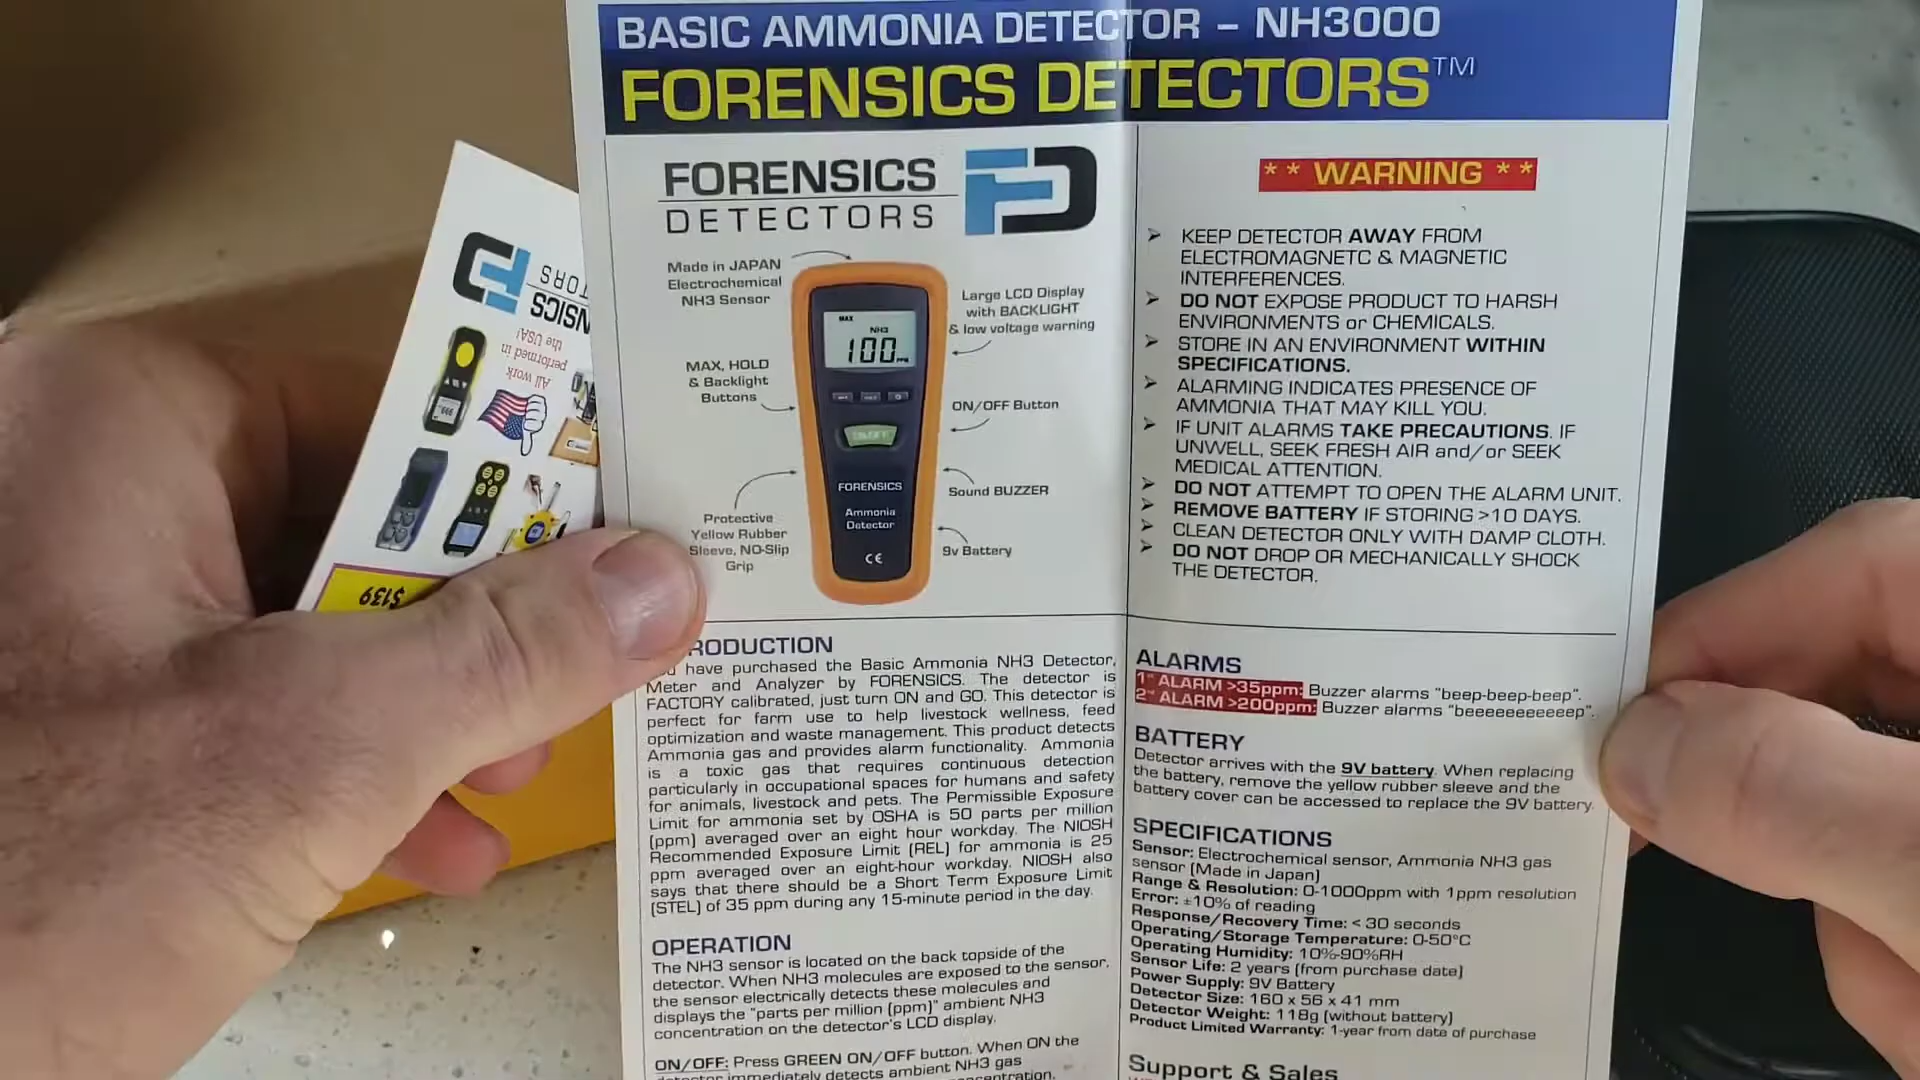 BASIC AMMONIA DETECTOR – NH3000
FORENSICS DETECTORS™
FORENSICS
DETECTORS
Made in JAPAN
Electrochemical
NH3 Sensor
Large LCD Display
with BACKLIGHT
& low voltage warning
MAX
NH3
100
MAX, HOLD
& Backlight
Buttons
ON/OFF Button
ON/OFF
FORENSICS
Ammonia
Detector
CE
Sound BUZZER
Protective
Yellow Rubber
Sleeve, NO-Slip
Grip
9v Battery
** WARNING **
KEEP DETECTOR AWAY FROM
ELECTROMAGNETC & MAGNETIC
INTERFERENCES.
DO NOT EXPOSE PRODUCT TO HARSH
ENVIRONMENTS or CHEMICALS.
STORE IN AN ENVIRONMENT WITHIN
SPECIFICATIONS.
ALARMING INDICATES PRESENCE OF
AMMONIA THAT MAY KILL YOU.
IF UNIT ALARMS TAKE PRECAUTIONS. IF
UNWELL, SEEK FRESH AIR and/or SEEK
MEDICAL ATTENTION.
DO NOT ATTEMPT TO OPEN THE ALARM UNIT.
REMOVE BATTERY IF STORING >10 DAYS.
CLEAN DETECTOR ONLY WITH DAMP CLOTH.
DO NOT DROP OR MECHANICALLY SHOCK
THE DETECTOR.
RODUCTION
have purchased the Basic Ammonia NH3 Detector,
Meter and Analyzer by FORENSICS. The detector is
FACTORY calibrated, just turn ON and GO. This detector is
perfect for farm use to help livestock wellness, feed
optimization and waste management. This product detects
Ammonia gas and provides alarm functionality. Ammonia
is a toxic gas that requires continuous detection
particularly in occupational spaces for humans and safety
for animals, livestock and pets. The Permissible Exposure
Limit for ammonia set by OSHA is 50 parts per million
(ppm) averaged over an eight hour workday. The NIOSH
Recommended Exposure Limit (REL) for ammonia is 25
ppm averaged over an eight-hour workday. NIOSH also
says that there should be a Short Term Exposure Limit
(STEL) of 35 ppm during any 15-minute period in the day.
OPERATION
The NH3 sensor is located on the back topside of the
detector. When NH3 molecules are exposed to the sensor,
the sensor electrically detects these molecules and
displays the "parts per million (ppm)" ambient NH3
concentration on the detector's LCD display.
ON/OFF: Press GREEN ON/OFF button. When ON the
detector immediately detects ambient NH3 gas
concentration.
ALARMS
1st ALARM >35ppm: Buzzer alarms "beep-beep-beep".
2nd ALARM >200ppm: Buzzer alarms "beeeeeeeeeeep".
BATTERY
Detector arrives with the 9V battery. When replacing
the battery, remove the yellow rubber sleeve and the
battery cover can be accessed to replace the 9V battery.
SPECIFICATIONS
Sensor: Electrochemical sensor, Ammonia NH3 gas
sensor (Made in Japan)
Range & Resolution: 0-1000ppm with 1ppm resolution
Error: ±10% of reading
Response/Recovery Time: < 30 seconds
Operating/Storage Temperature: 0-50°C
Operating Humidity: 10%-90%RH
Sensor Life: 2 years (from purchase date)
Power Supply: 9V Battery
Detector Size: 160 x 56 x 41 mm
Detector Weight: 118g (without battery)
Product Limited Warranty: 1-year from date of purchase
Support & Sales
All work
performed in
the USA!
$139